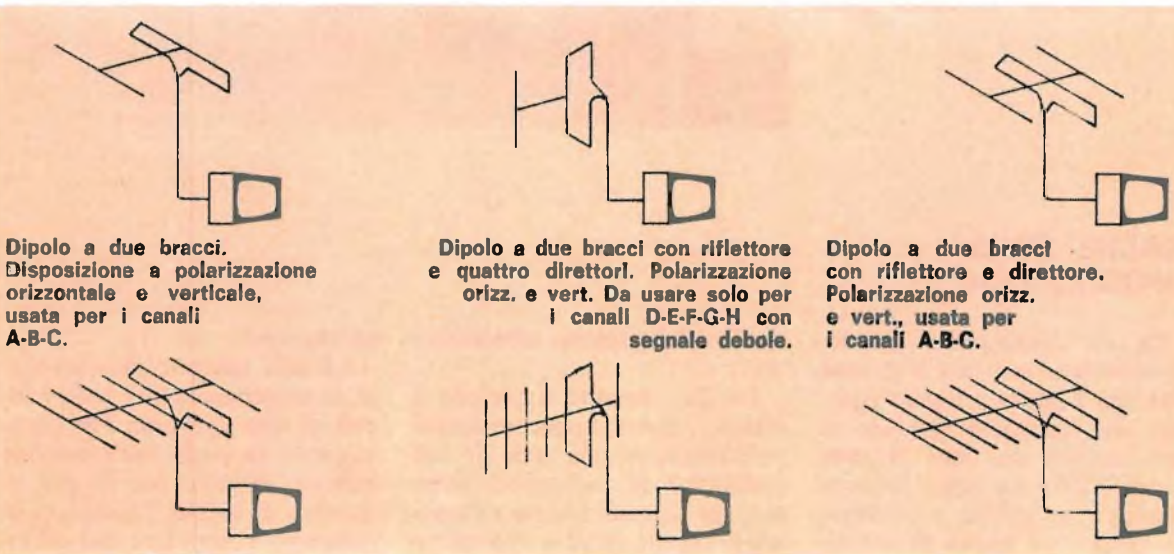 Dipolo a due bracci.
Disposizione a polarizzazione
orizzontale e verticale,
usata per i canali
A-B-C.
Dipolo a due bracci con riflettore
e quattro direttori. Polarizzazione
orizz. e vert. Da usare solo per
i canali D-E-F-G-H con
segnale debole.
Dipolo a due bracci
con riflettore e direttore.
Polarizzazione orizz.
e vert., usata per
i canali A-B-C.